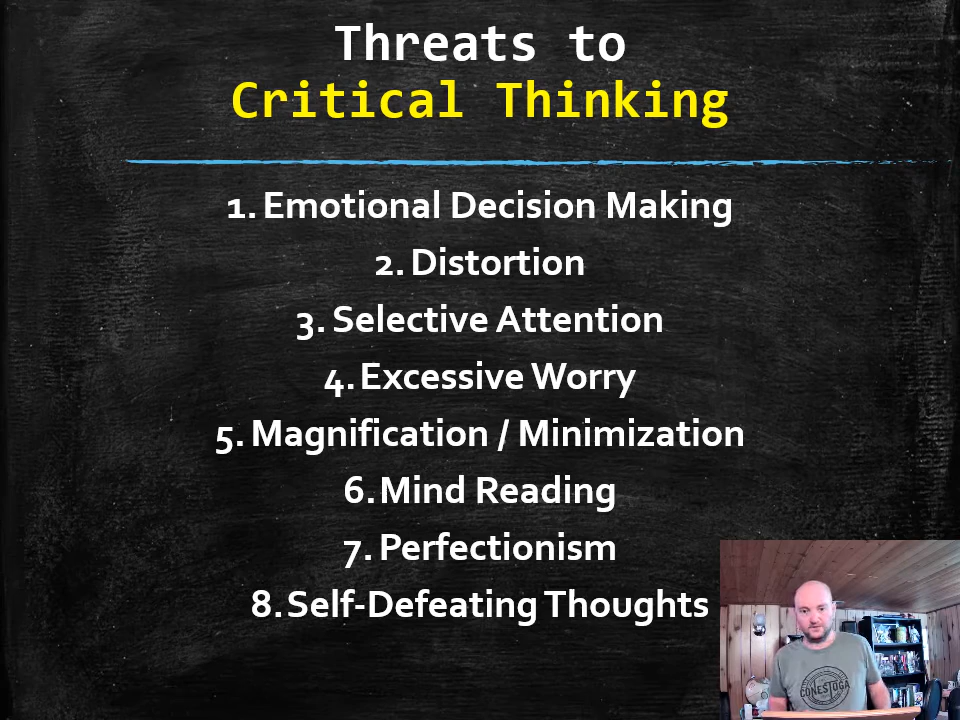 Threats to
Critical Thinking
1. Emotional Decision Making
2. Distortion
3. Selective Attention
4. Excessive Worry
5. Magnification / Minimization
6. Mind Reading
7. Perfectionism
8. Self-Defeating Thoughts
CONESTOGA